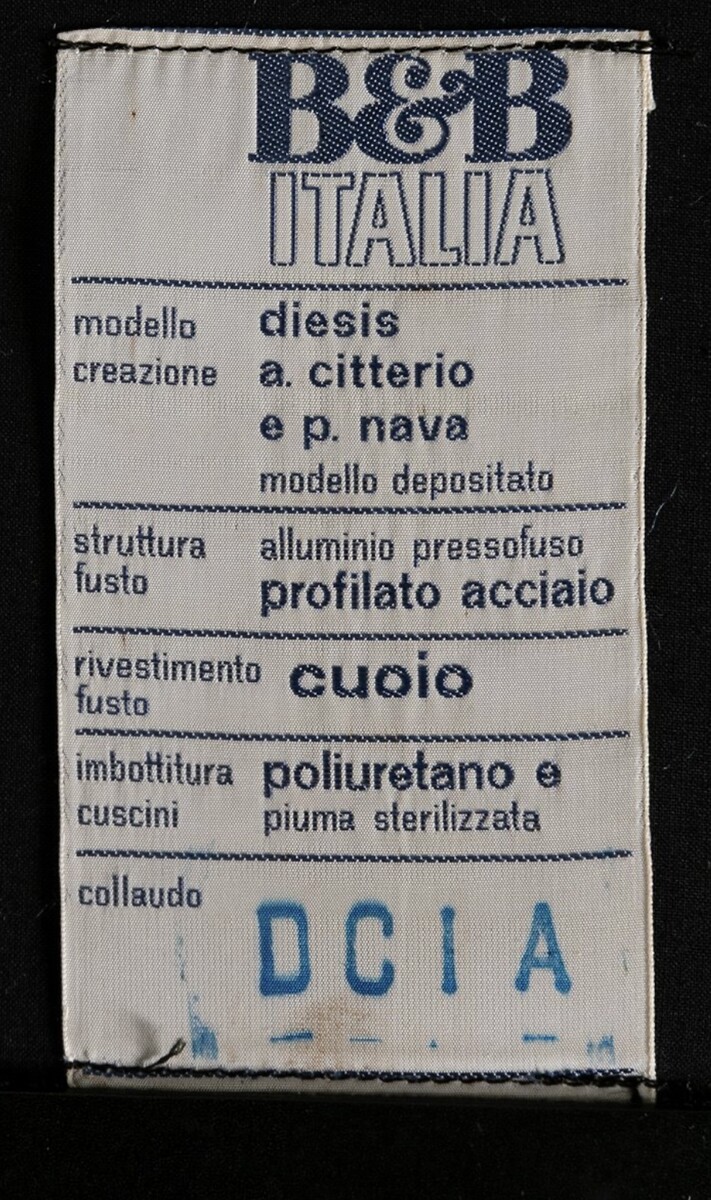 B&B
ITALIA
modello diesis
creazione a. citterio
e p. nava
modello depositato
struttura alluminio pressofuso
fusto profilato acciaio
rivestimento cuoio
fusto
imbottitura poliuretano e
cuscini piuma sterilizzata
collaudo
DCI A